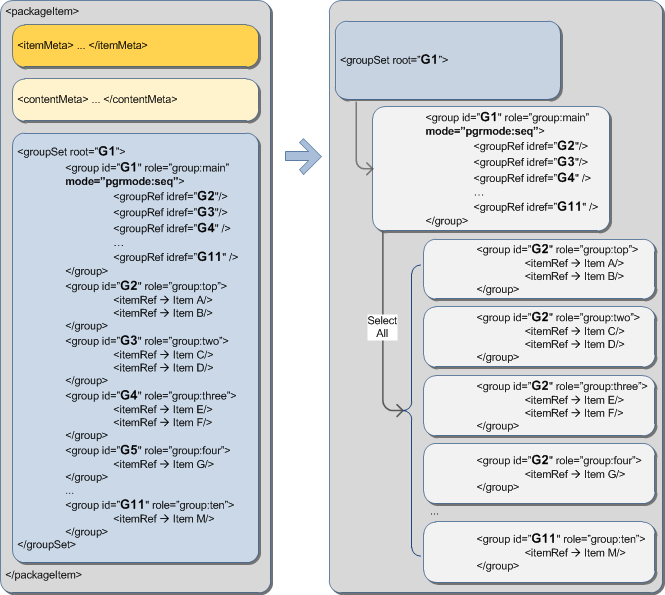 <packageItem>
<itemMeta> ... </itemMeta>
<contentMeta> ... </contentMeta>
<groupSet root="G1">
<group id="G1" role=group:main"
mode="pgrmode:seq">
<groupRef idref="G2"/>
<groupRef idref="G3"/>
<groupRef idref="G4" />
...
<groupRef idref="G11" />
</group>
<group id="G2" role=group:top">
<itemRef → Item A/>
<itemRef → Item B/>
</group>
<group id="G3" role=group:two">
<itemRef → Item C/>
<itemRef → Item D/>
</group>
<group id="G4" role=group:three">
<itemRef → Item E/>
<itemRef → Item F/>
</group>
<group id="G5" role=group:four">
<itemRef → Item G/>
</group>
...
<group id="G11" role="group:ten">
<itemRef → Item M/>
</group>
</groupSet>
</packageItem>
<groupSet root="G1">
<group id="G1" role=group:main"
mode="pgrmode:seq">
<groupRef idref="G2"/>
<groupRef idref="G3"/>
<groupRef idref="G4" />
...
<groupRef idref="G11" />
</group>
Select
All
<group id="G2" role=group:top">
<itemRef → Item A/>
<itemRef → Item B/>
</group>
<group id="G2" role=group:two">
<itemRef → Item C/>
<itemRef → Item D/>
</group>
<group id="G2" role=group:three">
<itemRef → Item E/>
<itemRef → Item F/>
</group>
<group id="G2" role=group:four">
<itemRef → Item G/>
</group>
...
<group id="G11" role=group:ten">
<itemRef → Item M/>
</group>